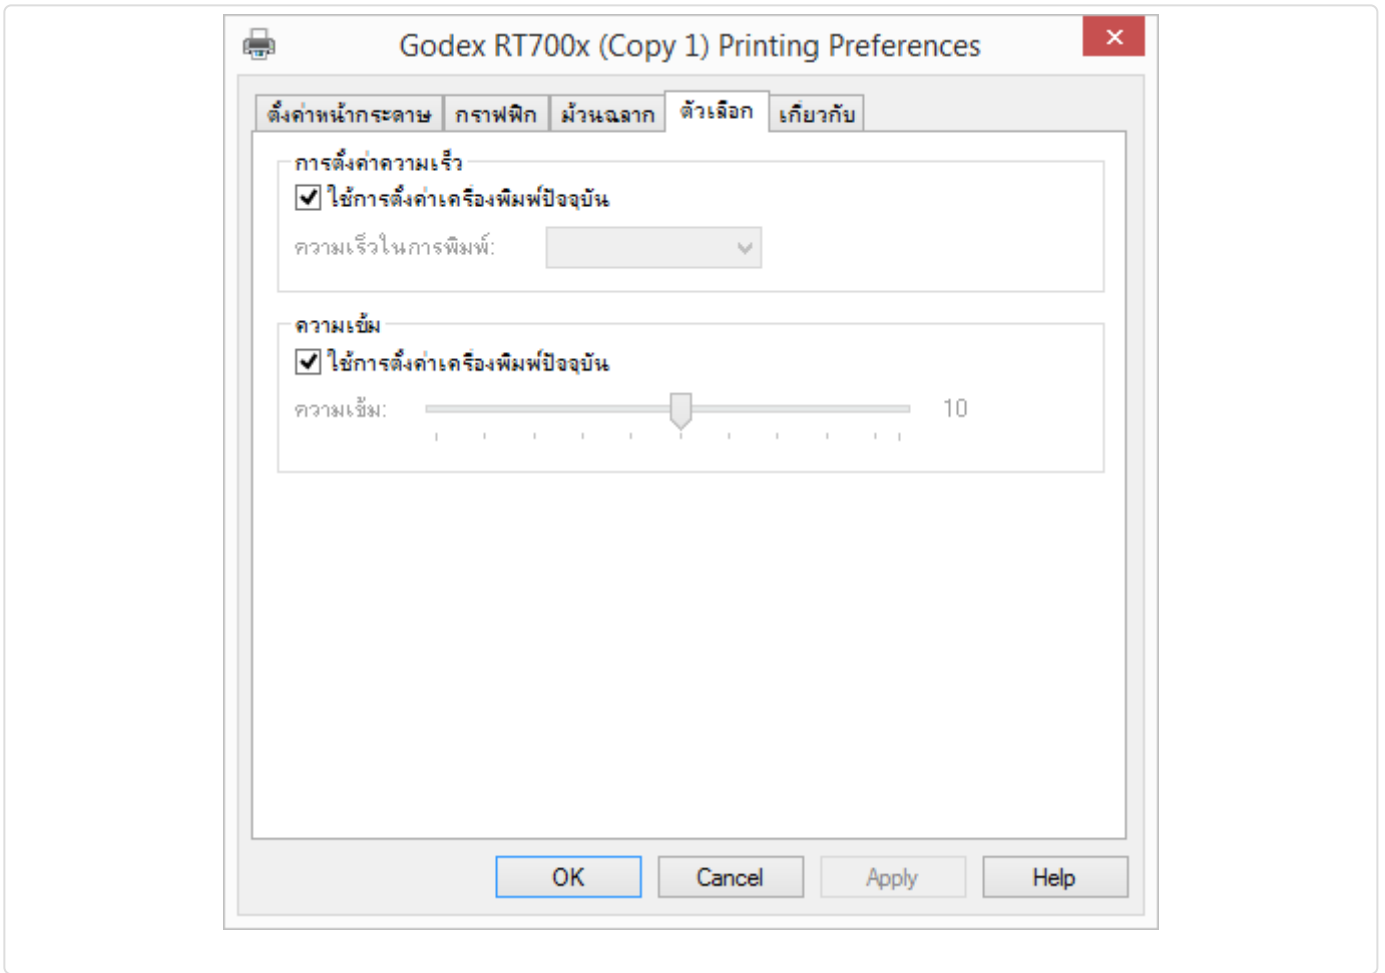 Godex RT700x (Copy 1) Printing Preferences
ตั้งค่าหน้ากระดาษ กราฟฟิก ม้วนฉลาก ตัวเลือก เกี่ยวกับ
การตั้งค่าความเร็ว
ใช้การตั้งค่าเครื่องพิมพ์ปัจจุบัน
ความเร็วในการพิมพ์:
ความเข้ม
ใช้การตั้งค่าเครื่องพิมพ์ปัจจุบัน
ความเข้ม: 10
OK Cancel Apply Help